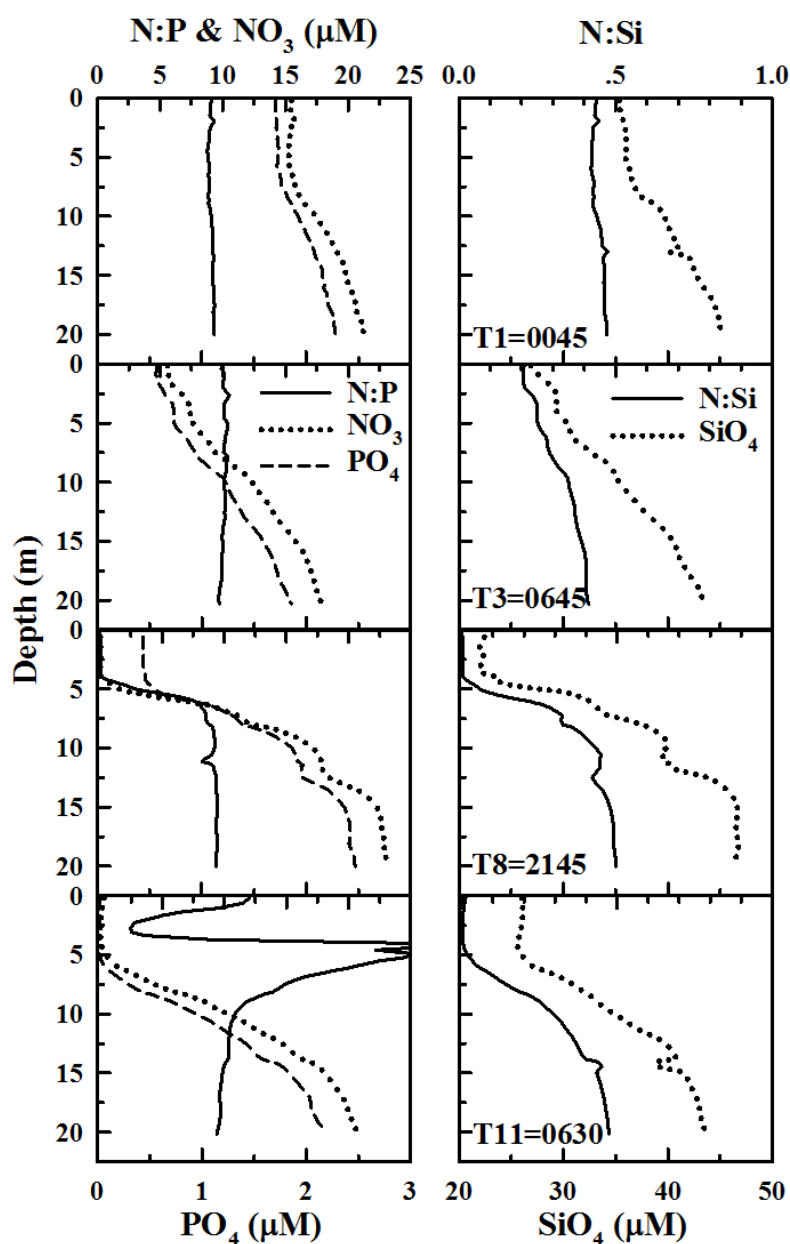 N:P & NO3 (μM) N:Si
0 5 10 15 20 25 0.0 .5 1.0
0
5
10
15
20
T1=0045
0
5
10
15
20
N:P
NO3
PO4
N:Si
SiO4
T3=0645
Depth (m)
0
5
10
15
20
T8=2145
0
5
10
15
20
T11=0630
0 1 2 3 20 30 40 50
PO4 (μM) SiO4 (μM)